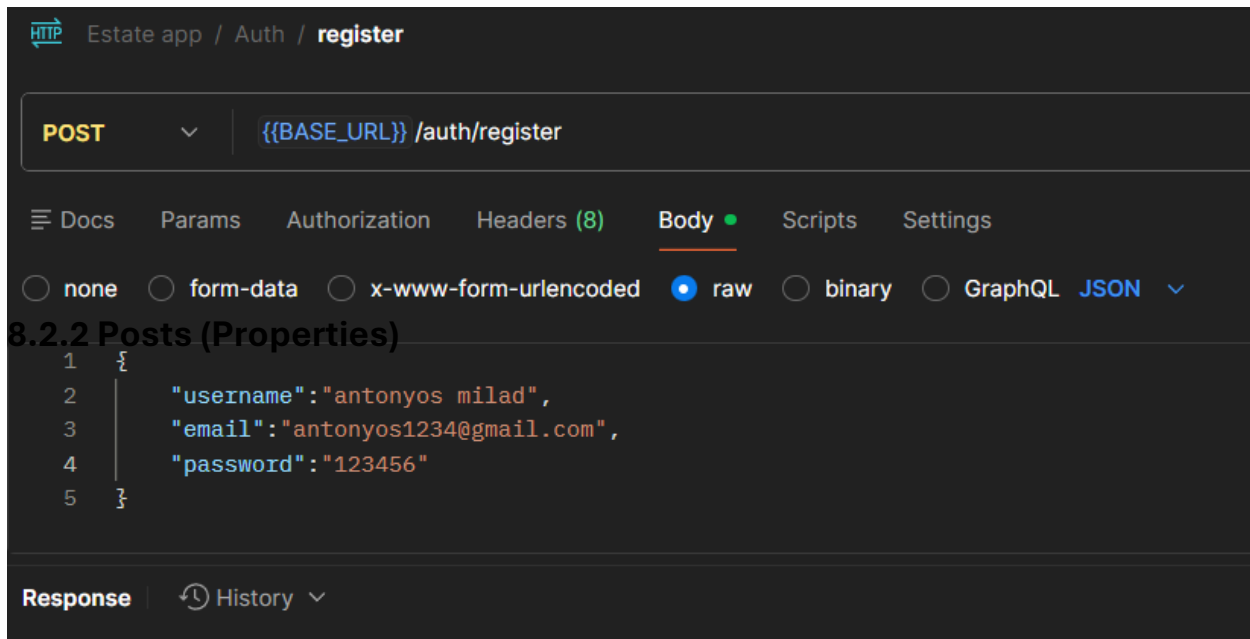 HTTP Estate app / Auth / register
POST {{BASE_URL}} /auth/register
Docs Params Authorization Headers (8) Body Scripts Settings
none form-data x-www-form-urlencoded raw binary GraphQL JSON
8.2.2 Posts (Properties)
1 {
2 "username":"antonyos milad",
3 "email":"antonyos1234@gmail.com",
4 "password":"123456"
5 }
Response History